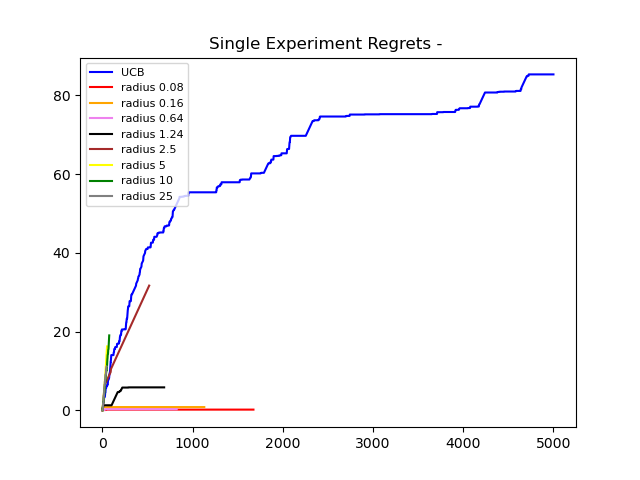 Single Experiment Regrets -
UCB
radius 0.08
radius 0.16
radius 0.64
radius 1.24
radius 2.5
radius 5
radius 10
radius 25
80
60
40
20
0
0 1000 2000 3000 4000 5000